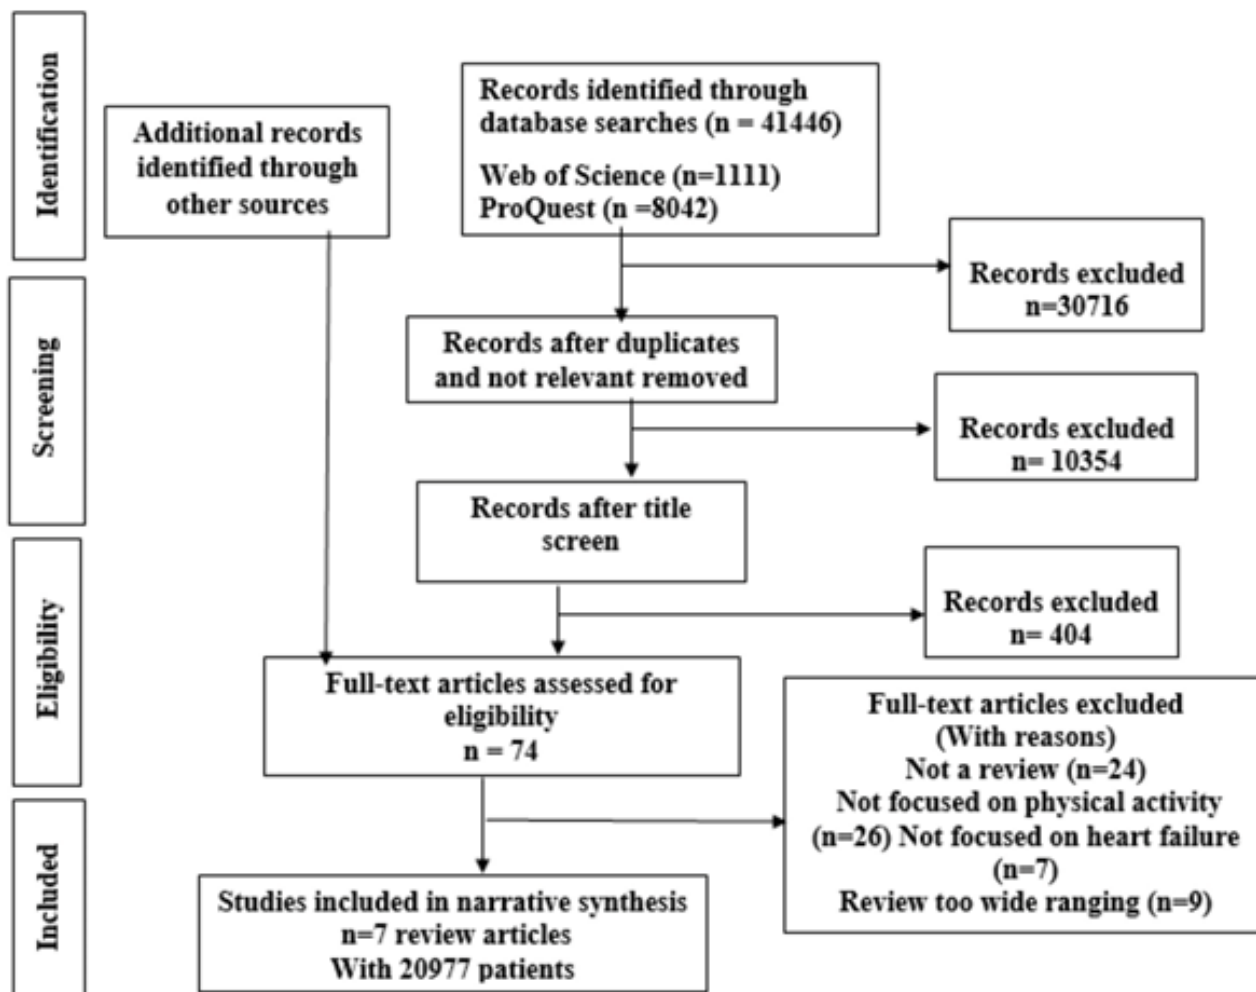 Identification
Additional records
identified through
other sources
Records identified through
database searches (n = 41446)
Web of Science (n=1111)
ProQuest (n =8042)
Records excluded
n=30716
Screening
Records after duplicates
and not relevant removed
Records excluded
n= 10354
Records after title
screen
Eligibility
Records excluded
n= 404
Full-text articles assessed for
eligibility
n = 74
Full-text articles excluded
(With reasons)
Not a review (n=24)
Not focused on physical activity
(n=26) Not focused on heart failure
(n=7)
Review too wide ranging (n=9)
Included
Studies included in narrative synthesis
n=7 review articles
With 20977 patients